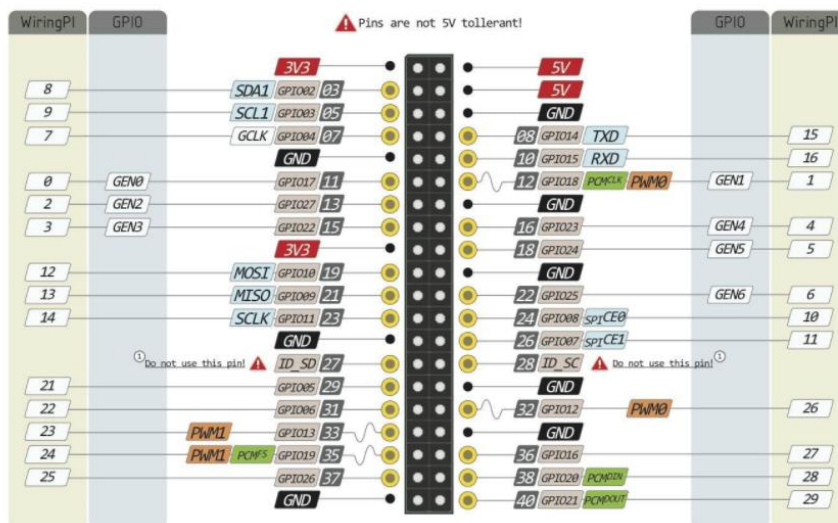 WiringPI GPIO Pins are not 5V tollerant! GPIO WiringPI
3V3 5V
8 SDA1 GPIO02 03 5V
9 SCL1 GPIO03 05 GND
7 GCLK GPIO04 07 08 GPIO14 TXD 15
GND 10 GPIO15 RXD 16
0 GEN0 GPIO17 11 12 GPIO18 PCMCLK PWM0 GEN1 1
2 GEN2 GPIO27 13 GND
3 GEN3 GPIO22 15 16 GPIO23 GEN4 4
3V3 18 GPIO24 GEN5 5
12 MOSI GPIO10 19 GND
13 MISO GPIO09 21 22 GPIO25 GEN6 6
14 SCLK GPIO11 23 24 GPIO08 SPICE0 10
GND 26 GPIO07 SPICE1 11
1 Do not use this pin! ID_SD 27 28 ID_SC Do not use this pin! 1
21 GPIO05 29 GND
22 GPIO06 31 32 GPIO12 PWM0 26
23 PWM1 GPIO13 33 GND
24 PWM1 PCMFS GPIO19 35 36 GPIO16 27
25 GPIO26 37 38 GPIO20 PCMDIN 28
GND 40 GPIO21 PCMDOUT 29